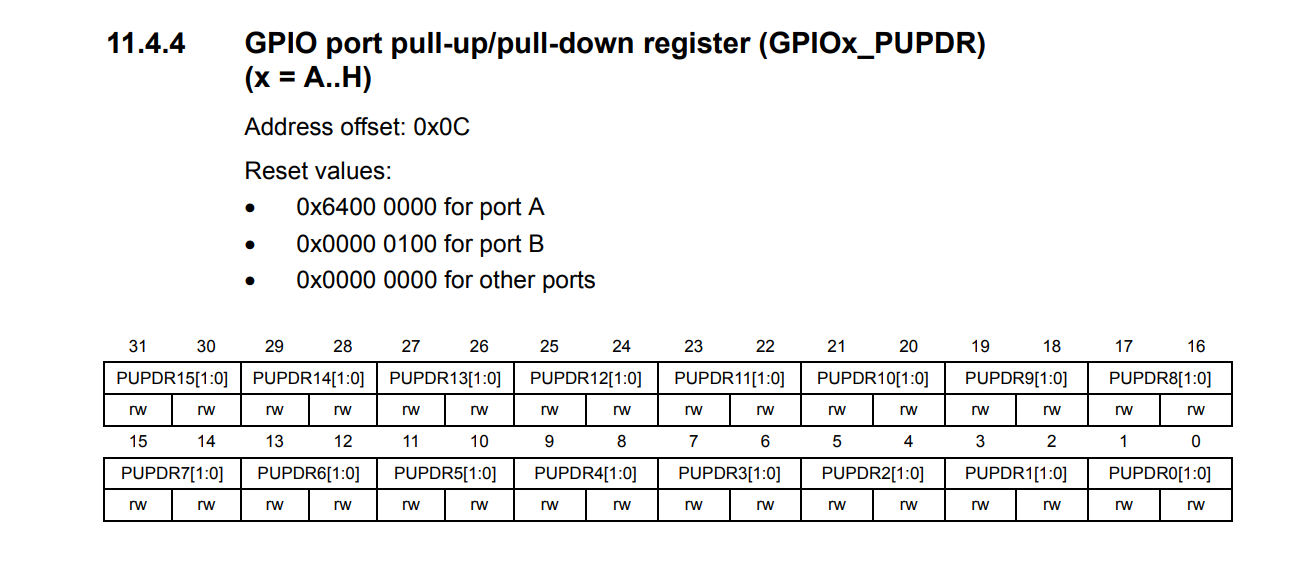 11.4.4 GPIO port pull-up/pull-down register (GPIOx_PUPDR)
(x = A..H)
Address offset: 0x0C
Reset values:
• 0x6400 0000 for port A
• 0x0000 0100 for port B
• 0x0000 0000 for other ports
31 30 29 28 27 26 25 24 23 22 21 20 19 18 17 16
PUPDR15[1:0] PUPDR14[1:0] PUPDR13[1:0] PUPDR12[1:0] PUPDR11[1:0] PUPDR10[1:0] PUPDR9[1:0] PUPDR8[1:0]
rw rw rw rw rw rw rw rw rw rw rw rw rw rw rw rw
15 14 13 12 11 10 9 8 7 6 5 4 3 2 1 0
PUPDR7[1:0] PUPDR6[1:0] PUPDR5[1:0] PUPDR4[1:0] PUPDR3[1:0] PUPDR2[1:0] PUPDR1[1:0] PUPDR0[1:0]
rw rw rw rw rw rw rw rw rw rw rw rw rw rw rw rw